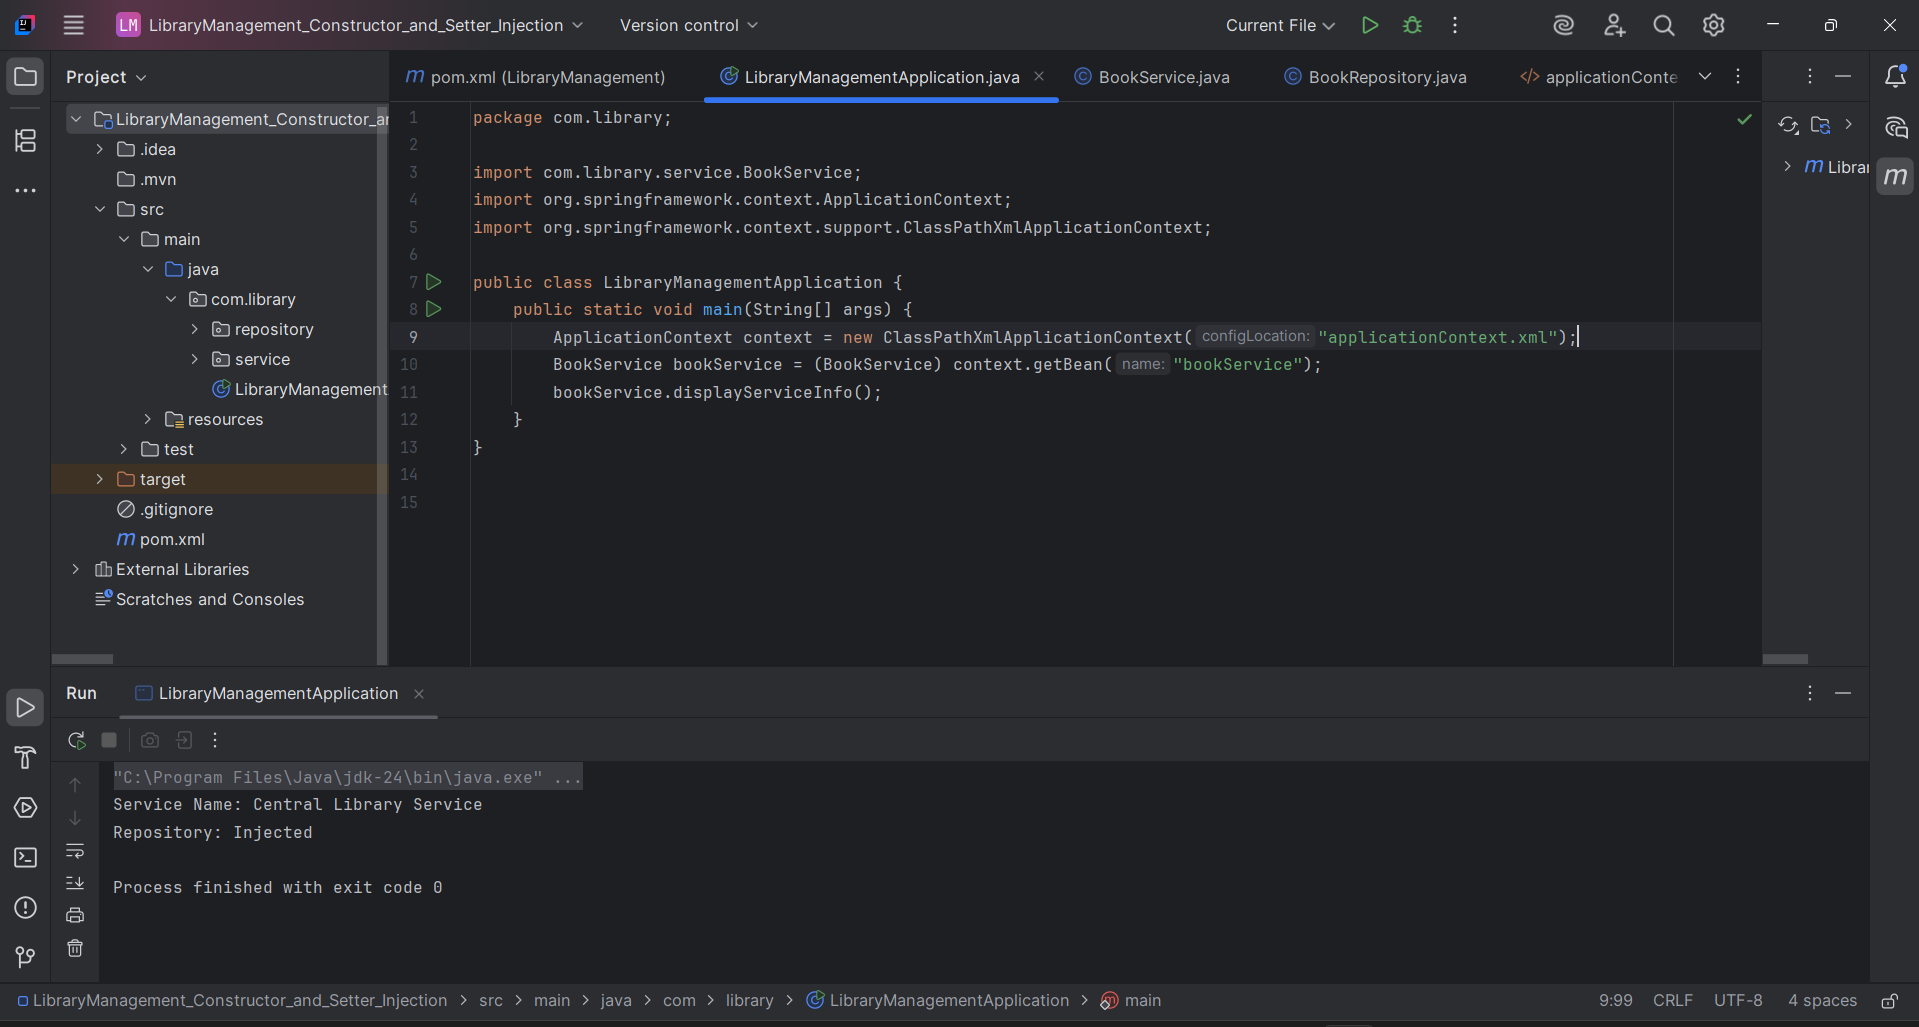 LM LibraryManagement_Constructor_and_Setter_Injection Version control Current File
Project
pom.xml (LibraryManagement) LibraryManagementApplication.java BookService.java BookRepository.java applicationConte
LibraryManagement_Constructor_ar
.idea
.mvn
src
main
java
com.library
repository
service
LibraryManagement
resources
test
target
.gitignore
pom.xml
External Libraries
Scratches and Consoles
1 package com.library;
2
3 import com.library.service.BookService;
4 import org.springframework.context.ApplicationContext;
5 import org.springframework.context.support.ClassPathXmlApplicationContext;
6
7 public class LibraryManagementApplication {
8 public static void main(String[] args) {
9 ApplicationContext context = new ClassPathXmlApplicationContext( configLocation: "applicationContext.xml");
10 BookService bookService = (BookService) context.getBean( name: "bookService");
11 bookService.displayServiceInfo();
12 }
13 }
14
15
m Librar
m
Run LibraryManagementApplication
"C:\Program Files\Java\jdk-24\bin\java.exe" ...
Service Name: Central Library Service
Repository: Injected
Process finished with exit code 0
LibraryManagement_Constructor_and_Setter_Injection > src > main > java > com > library > LibraryManagementApplication > main 9:99 CRLF UTF-8 4 spaces